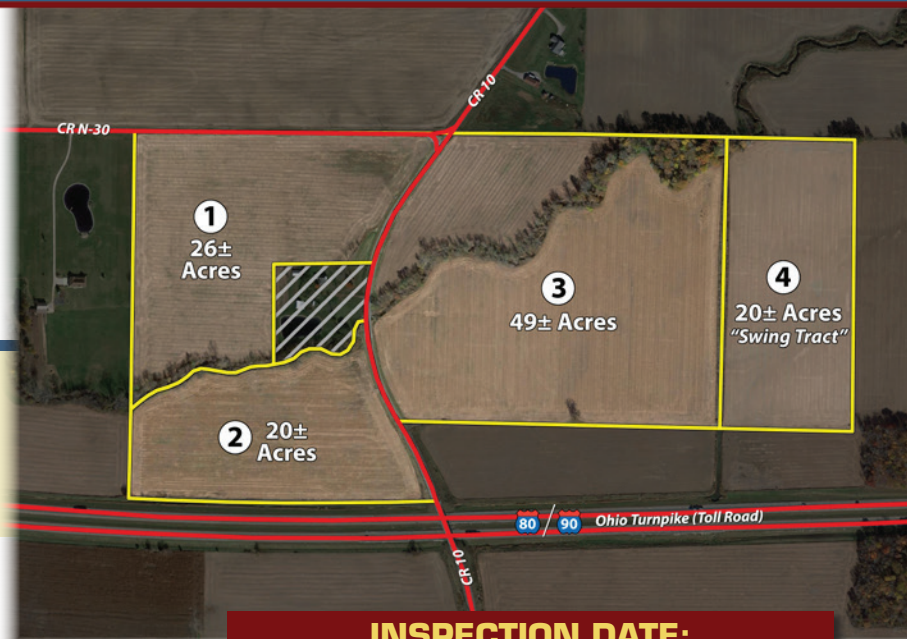 CR 10
CR N-30
1
26±
Acres
3
49± Acres
4
20± Acres
"Swing Tract"
2 20±
Acres
80 / 90 Ohio Turnpike (Toll Road)
CR 10
INSPECTION DATE: